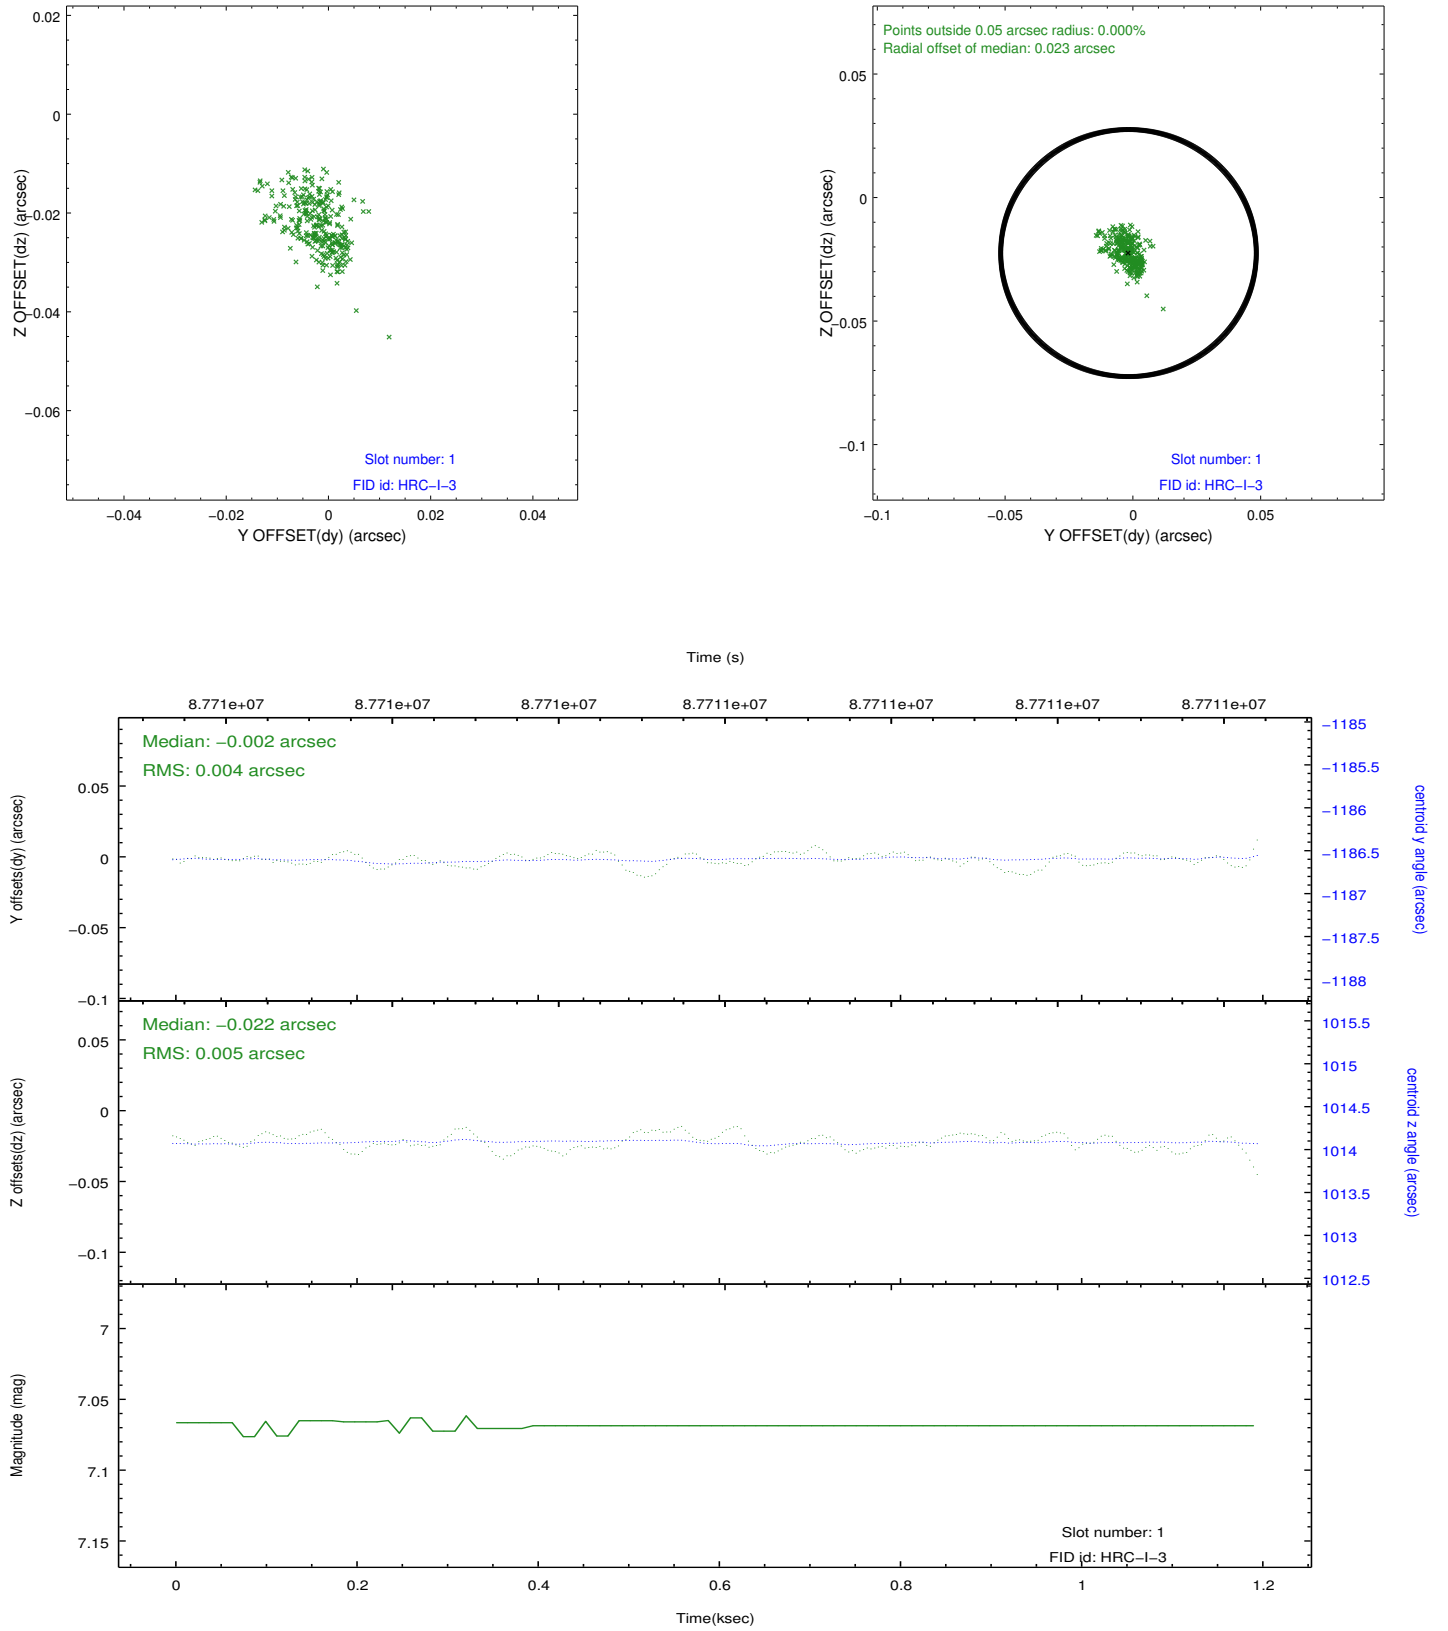 0.02
0
−0.02
−0.04
−0.06
Z OFFSET(dz) (arcsec)
Slot number: 1
FID id: HRC−I−3
−0.04
−0.02
0
0.02
0.04
Y OFFSET(dy) (arcsec)
Points outside 0.05 arcsec radius: 0.000%
Radial offset of median: 0.023 arcsec
0.05
0
−0.05
−0.1
Z OFFSET(dz) (arcsec)
Slot number: 1
FID id: HRC−I−3
−0.1
−0.05
0
0.05
Y OFFSET(dy) (arcsec)
Time (s)
8.771e+07
8.771e+07
8.771e+07
8.7711e+07
8.7711e+07
8.7711e+07
8.7711e+07
Median: −0.002 arcsec
RMS: 0.004 arcsec
0.05
0
−0.05
−0.1
Y offsets(dy) (arcsec)
−1185
−1185.5
−1186
−1186.5
−1187
−1187.5
−1188
centroid y angle (arcsec)
Median: −0.022 arcsec
RMS: 0.005 arcsec
0.05
0
−0.05
−0.1
Z offsets(dz) (arcsec)
1015.5
1015
1014.5
1014
1013.5
1013
1012.5
centroid z angle (arcsec)
7
7.05
7.1
7.15
Magnitude (mag)
Slot number: 1
FID id: HRC−I−3
0
0.2
0.4
0.6
0.8
1
1.2
Time(ksec)